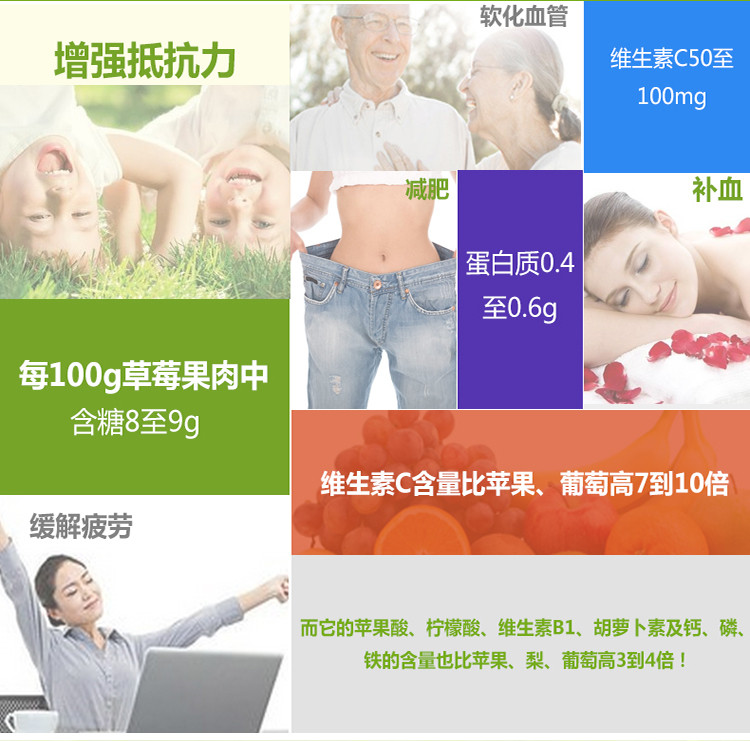 增强抵抗力
软化血管
维生素C50至
100mg
减肥
蛋白质0.4
至0.6g
补血
每100g草莓果肉中
含糖8至9g
维生素C含量比苹果、葡萄高7到10倍
缓解疲劳
而它的苹果酸、柠檬酸、维生素B1、胡萝卜素及钙、磷、
铁的含量也比苹果、梨、葡萄高3到4倍！